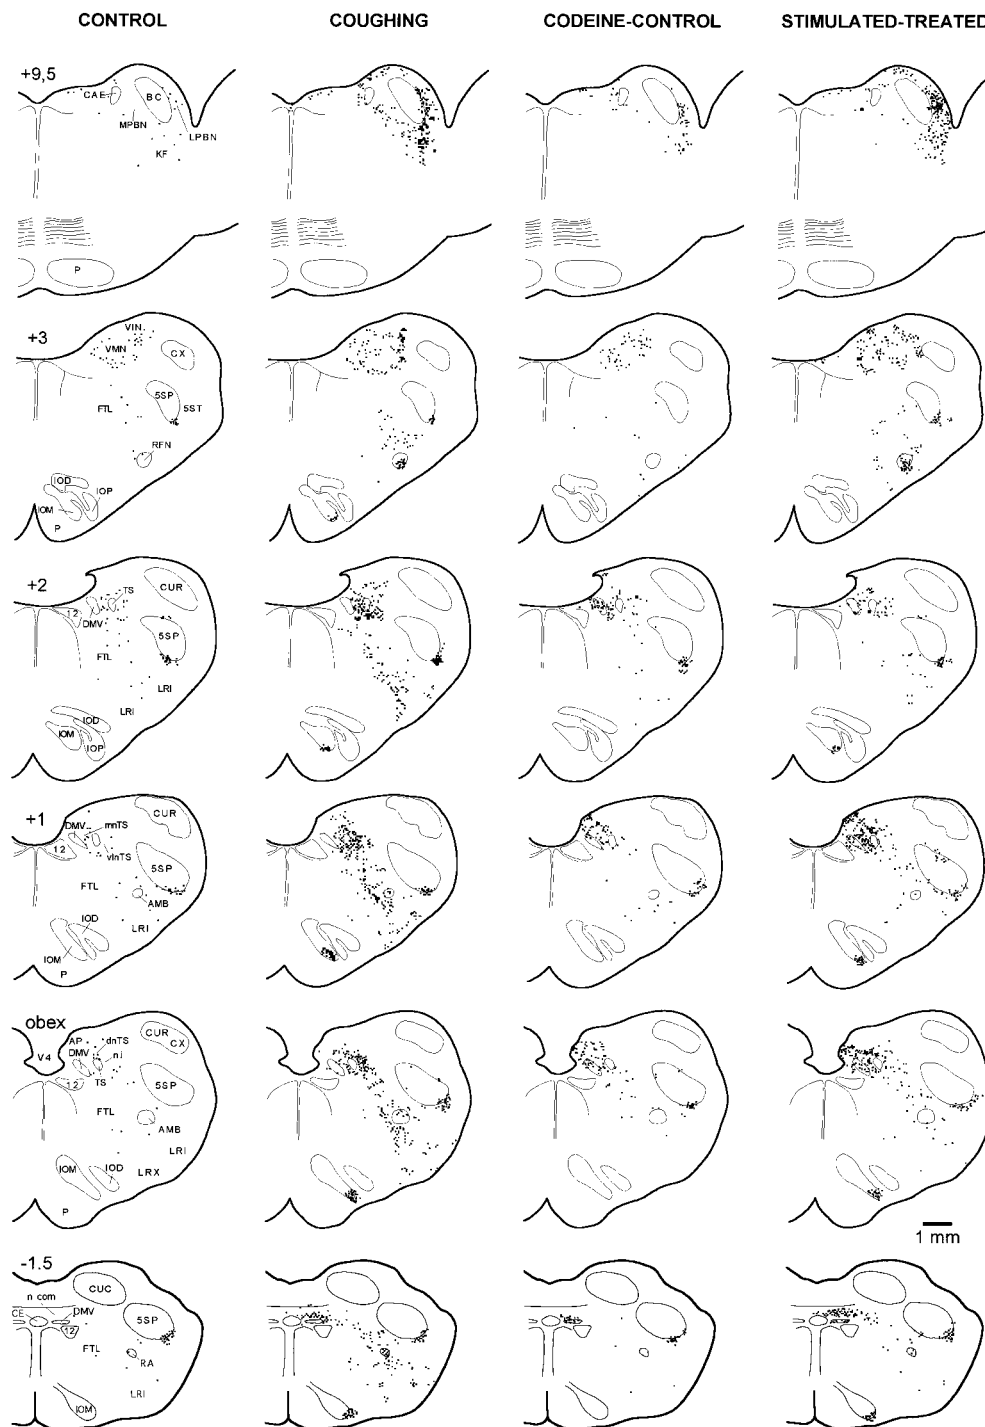 CONTROL COUGHING CODEINE-CONTROL STIMULATED-TREATED
+9,5
CAE BC
MPBN LPBN
KF
P
+3
VIN
VMN
CX
5SP
FTL 5ST
RFN
IOD
IOP
IOM
P
+2
TS CUR
12
DMV
5SP
FTL
LRI
LRI
IOD
IOM
IOP
+1
CUR
DMV mnTS
12
vlnTS
5SP
FTL
AMB
IOD
LRI
IOM
P
obex
AP dnTS CUR
V4 DMV n.i CX
12 TS 5SP
FTL
AMB
LRI
IOM IOD LRX
P
1 mm
-1.5
CUC
n com
CE DMV
5SP
12
FTL
RA
LRI
IOM